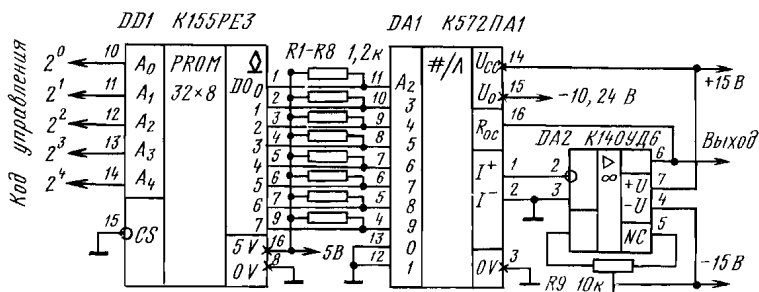 DD1 К155РЕ3
DA1 К572ПА1
R1-R8 1,2к
Код управления
2⁰ 10 A₀
2¹ 11 A₁
2² 12 A₂
2³ 13 A₃
2⁴ 14 A₄
15 CS
PROM
32×8
DO₀ 1 11 A₂
1 2 10 3
2 3 9 4
3 4 8 5
4 5 7 6
5 6 6 7
6 7 5 8
7 9 4 9
5V 16 5В 13 0
0V 8 12 1
#/Λ
Ucc 14 +15В
U₀ 15 -10,24 В
Rос 16
I⁺ 1
I⁻ 2
0V 3
DA2 К140УД6
2
3
▷
∞
6 Выход
+U 7
-U 4
NC 5
-15В
R9 10к